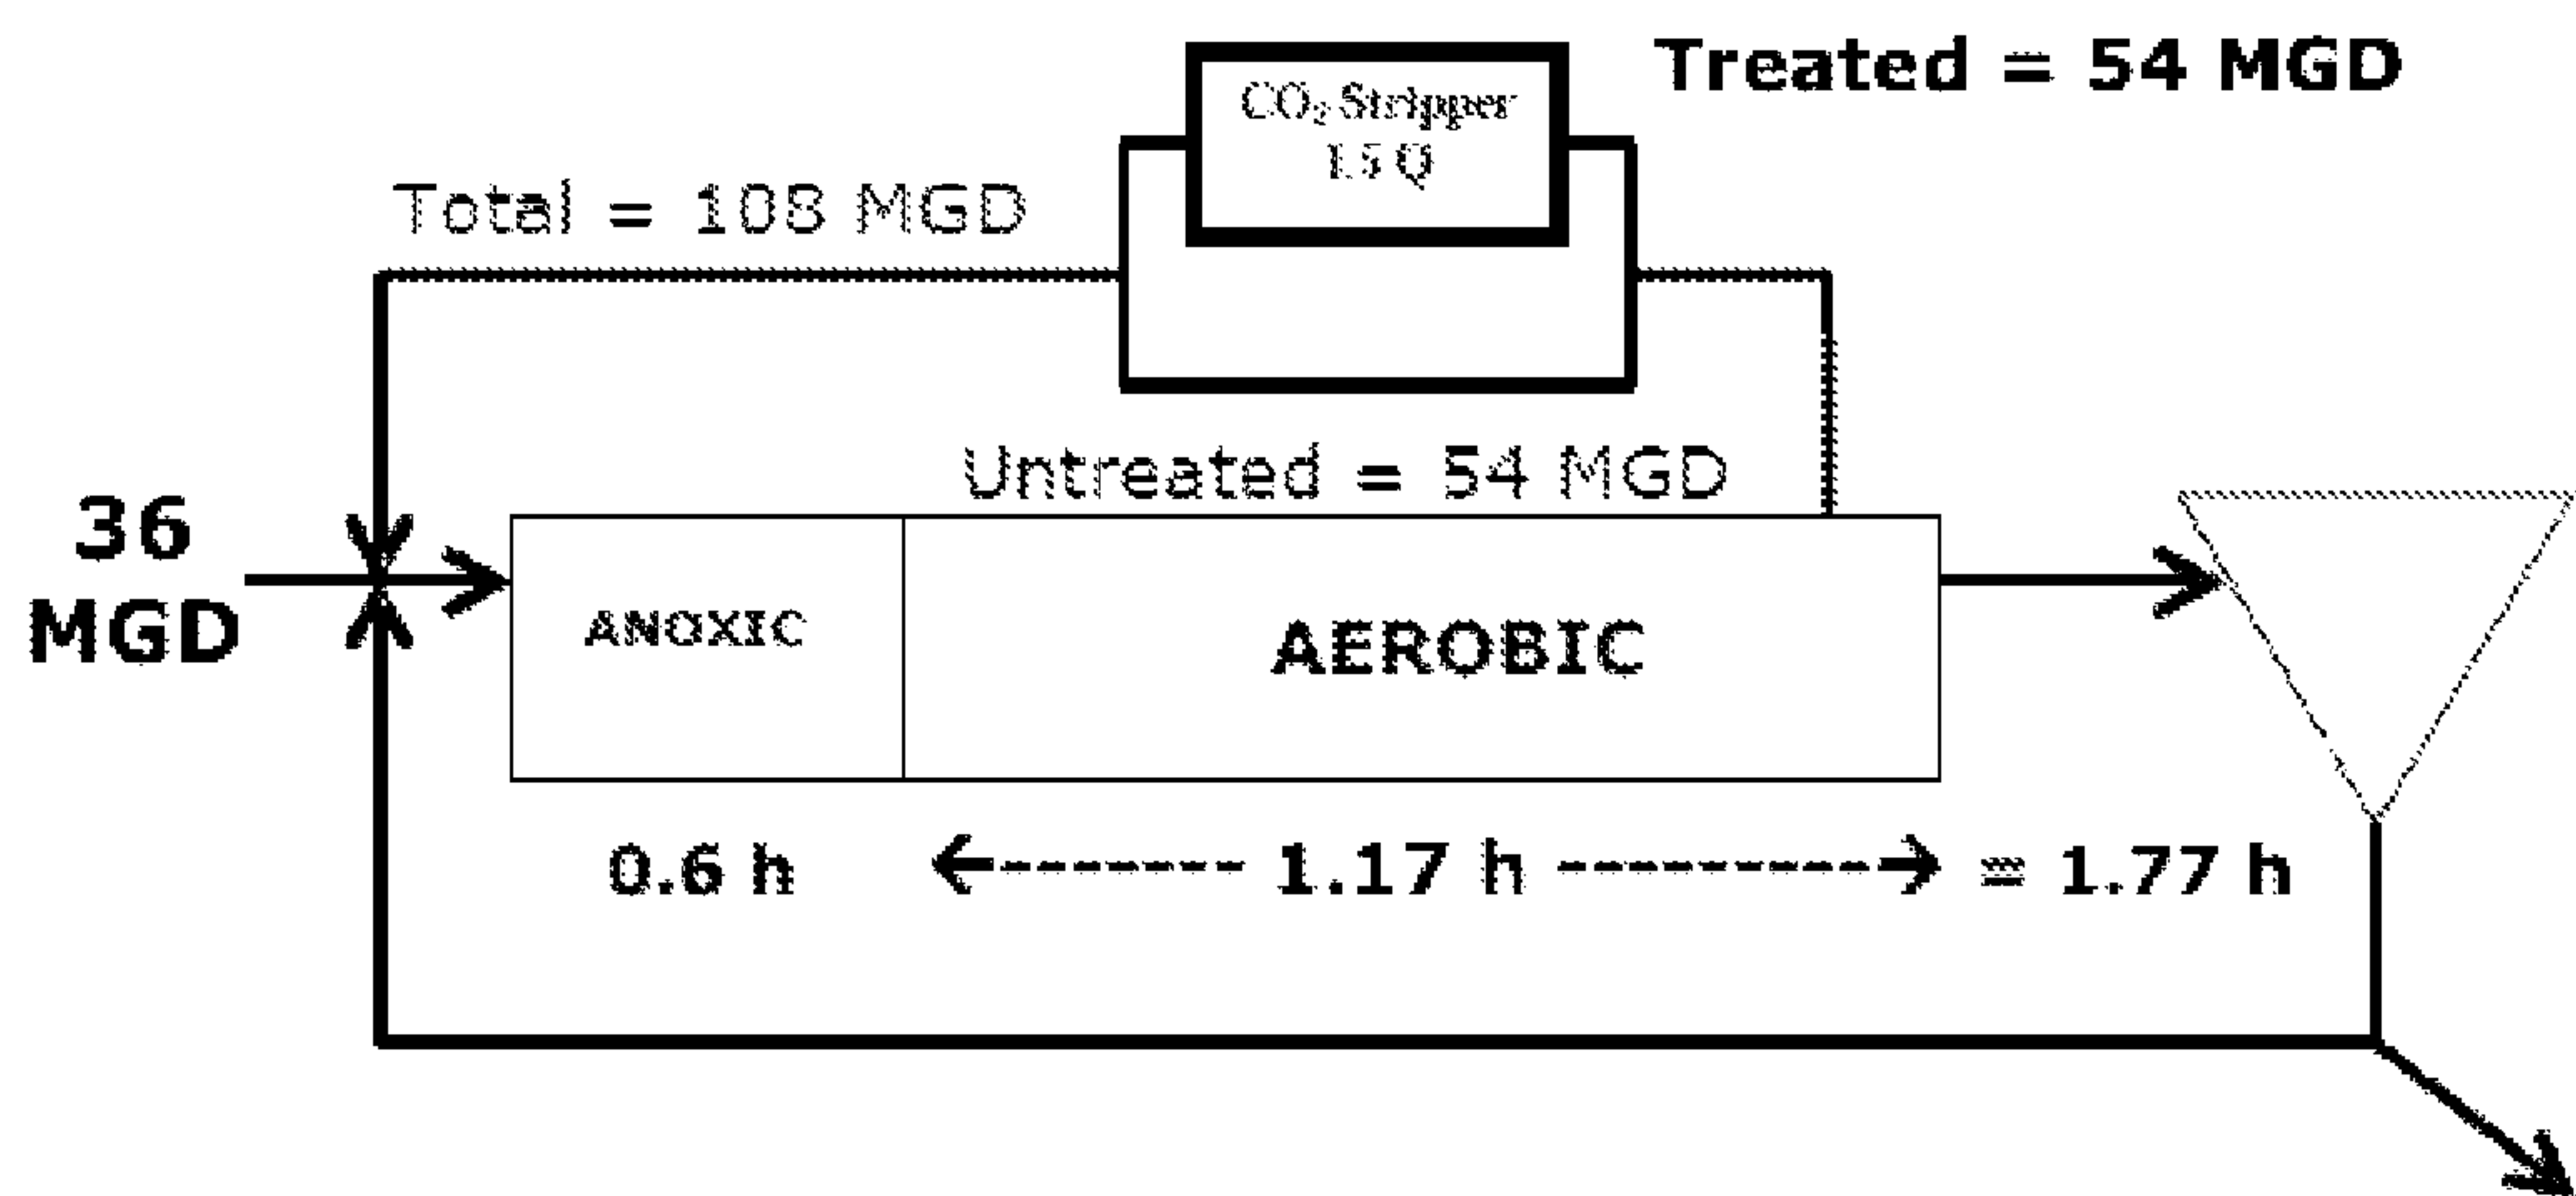 Treated = 54 MGD
CO₂ Stripper
1.5 Q
Total = 108 MGD
Untreated = 54 MGD
36
MGD
ANOXIC
AEROBIC
0.6 h
1.17 h
= 1.77 h